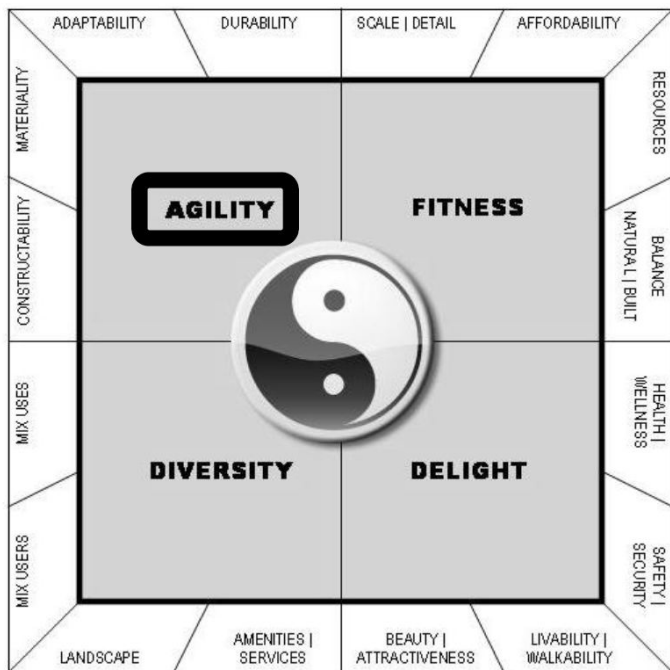 ADAPTABILITY
DURABILITY
SCALE | DETAIL
AFFORDABILITY
MATERIALITY
CONSTRUCTABILITY
MIX USES
MIX USERS
AGILITY
FITNESS
DIVERSITY
DELIGHT
RESOURCES
BALANCE
NATURAL | BUILT
HEALTH |
WELLNESS
SAFETY |
SECURITY
LANDSCAPE
AMENITIES |
SERVICES
BEAUTY |
ATTRACTIVENESS
LIVABILITY |
WALKABILITY